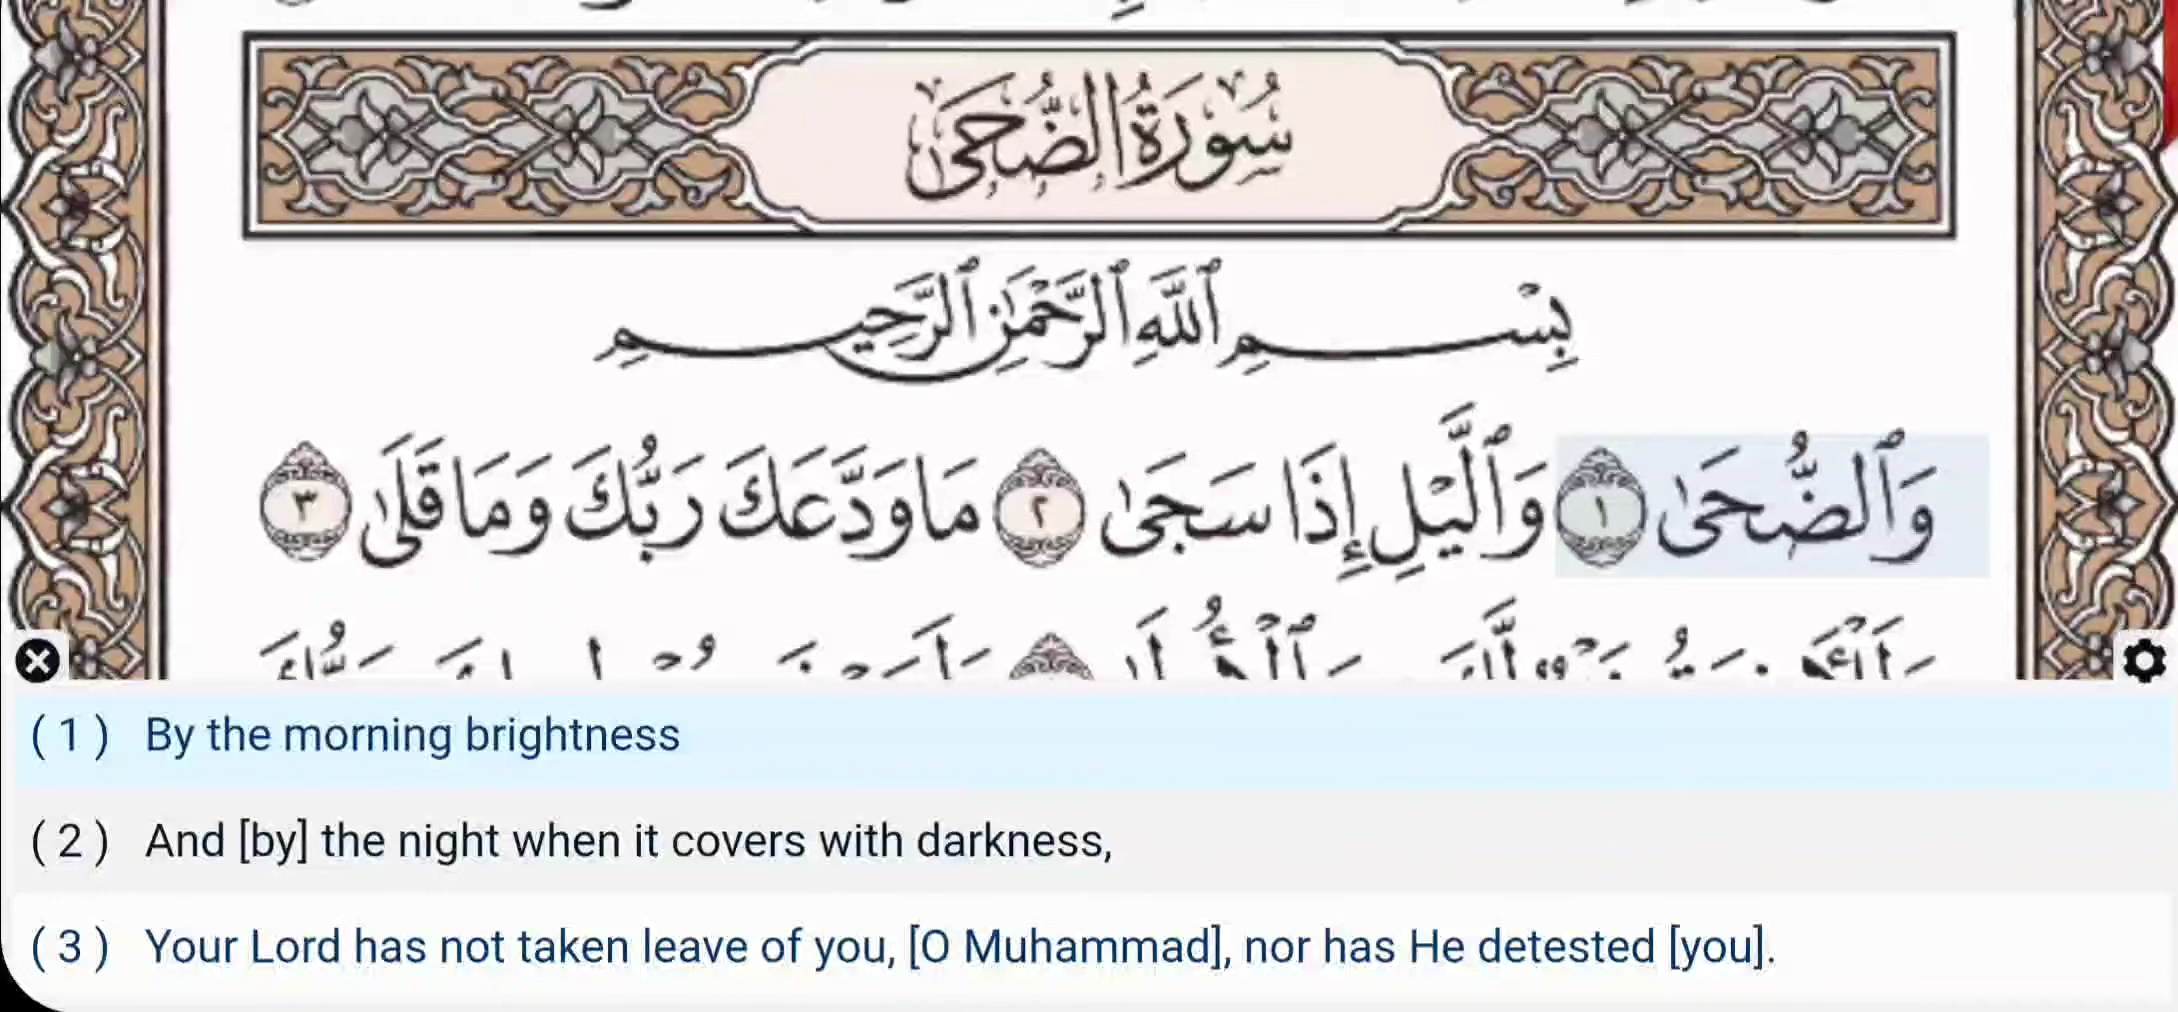 سُورَةُ الضُّحَىٰ
بِسْمِ ٱللَّهِ ٱلرَّحْمَٰنِ ٱلرَّحِيمِ
وَٱلضُّحَىٰ ١ وَٱلَّيْلِ إِذَا سَجَىٰ ٢ مَا وَدَّعَكَ رَبُّكَ وَمَا قَلَىٰ ٣
( 1 ) By the morning brightness
( 2 ) And [by] the night when it covers with darkness,
( 3 ) Your Lord has not taken leave of you, [O Muhammad], nor has He detested [you].